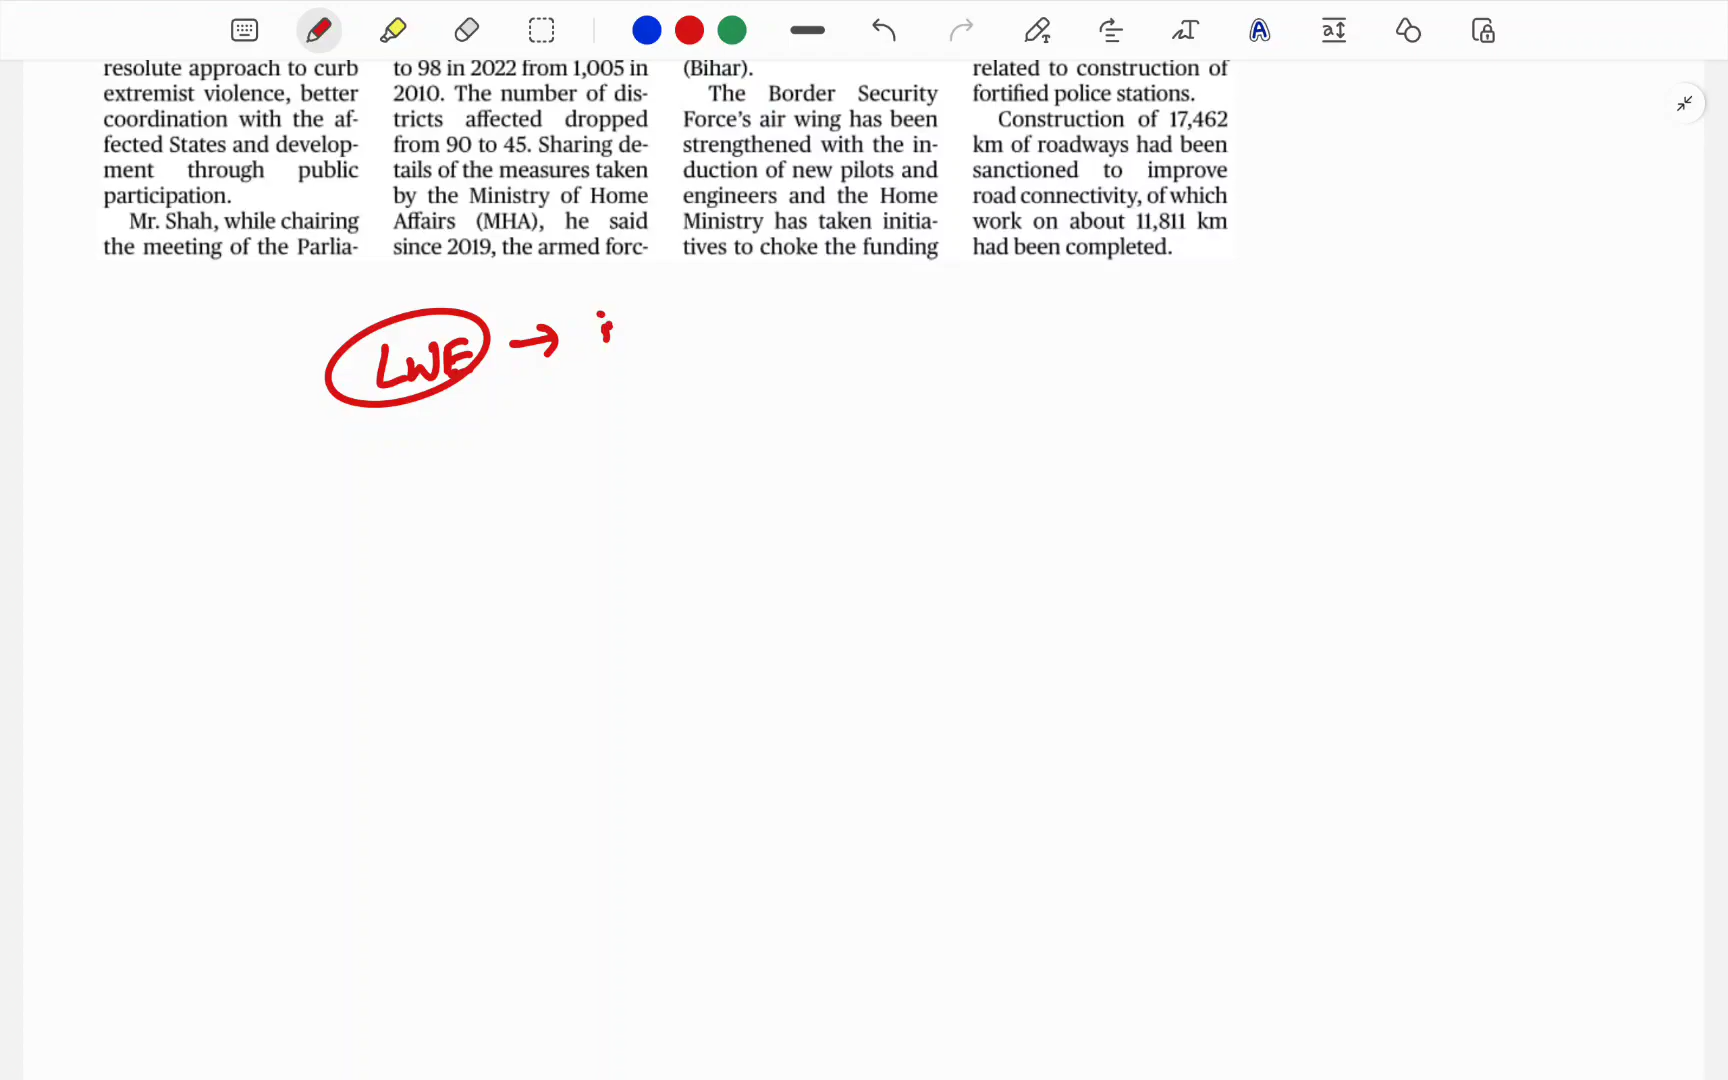 resolute approach to curb
extremist violence, better
coordination with the af-
fected States and develop-
ment through public
participation.
Mr. Shah, while chairing
the meeting of the Parlia-
to 98 in 2022 from 1,005 in
2010. The number of dis-
tricts affected dropped
from 90 to 45. Sharing de-
tails of the measures taken
by the Ministry of Home
Affairs (MHA), he said
since 2019, the armed forc-
(Bihar).
The Border Security
Force's air wing has been
strengthened with the in-
duction of new pilots and
engineers and the Home
Ministry has taken initia-
tives to choke the funding
related to construction of
fortified police stations.
Construction of 17,462
km of roadways had been
sanctioned to improve
road connectivity, of which
work on about 11,811 km
had been completed.
LWE →